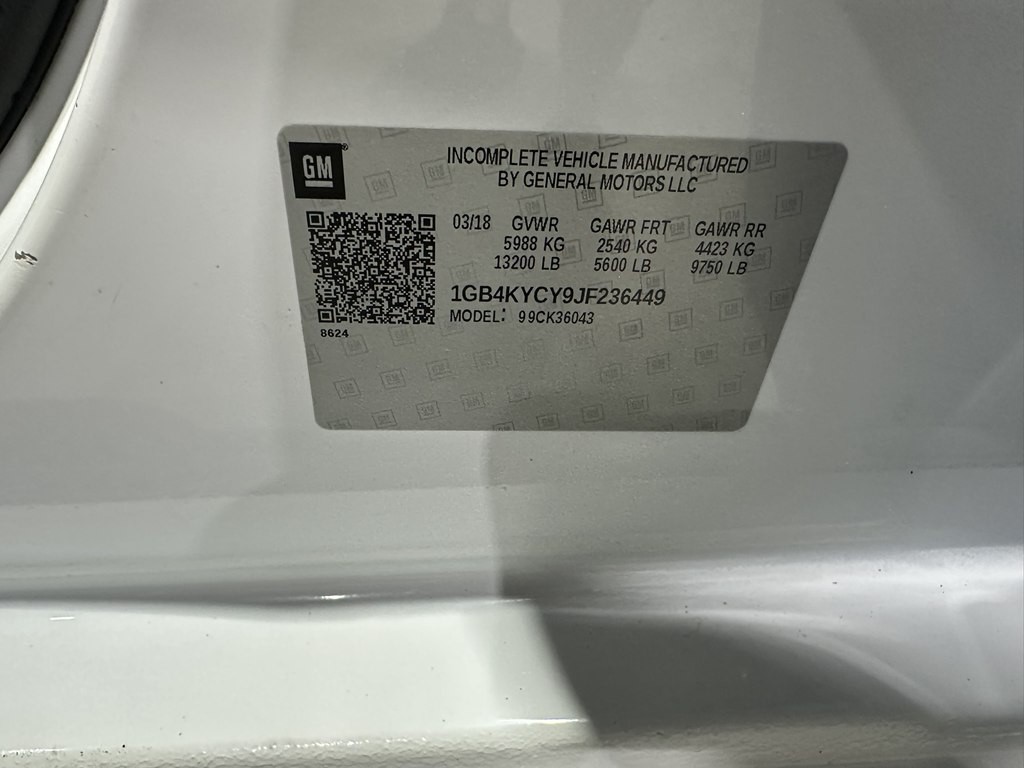 GM
INCOMPLETE VEHICLE MANUFACTURED
BY GENERAL MOTORS LLC
03/18 GVWR GAWR FRT GAWR RR
5988 KG 2540 KG 4423 KG
13200 LB 5600 LB 9750 LB
1GB4KYCY9JF236449
MODEL: 99CK36043
8624